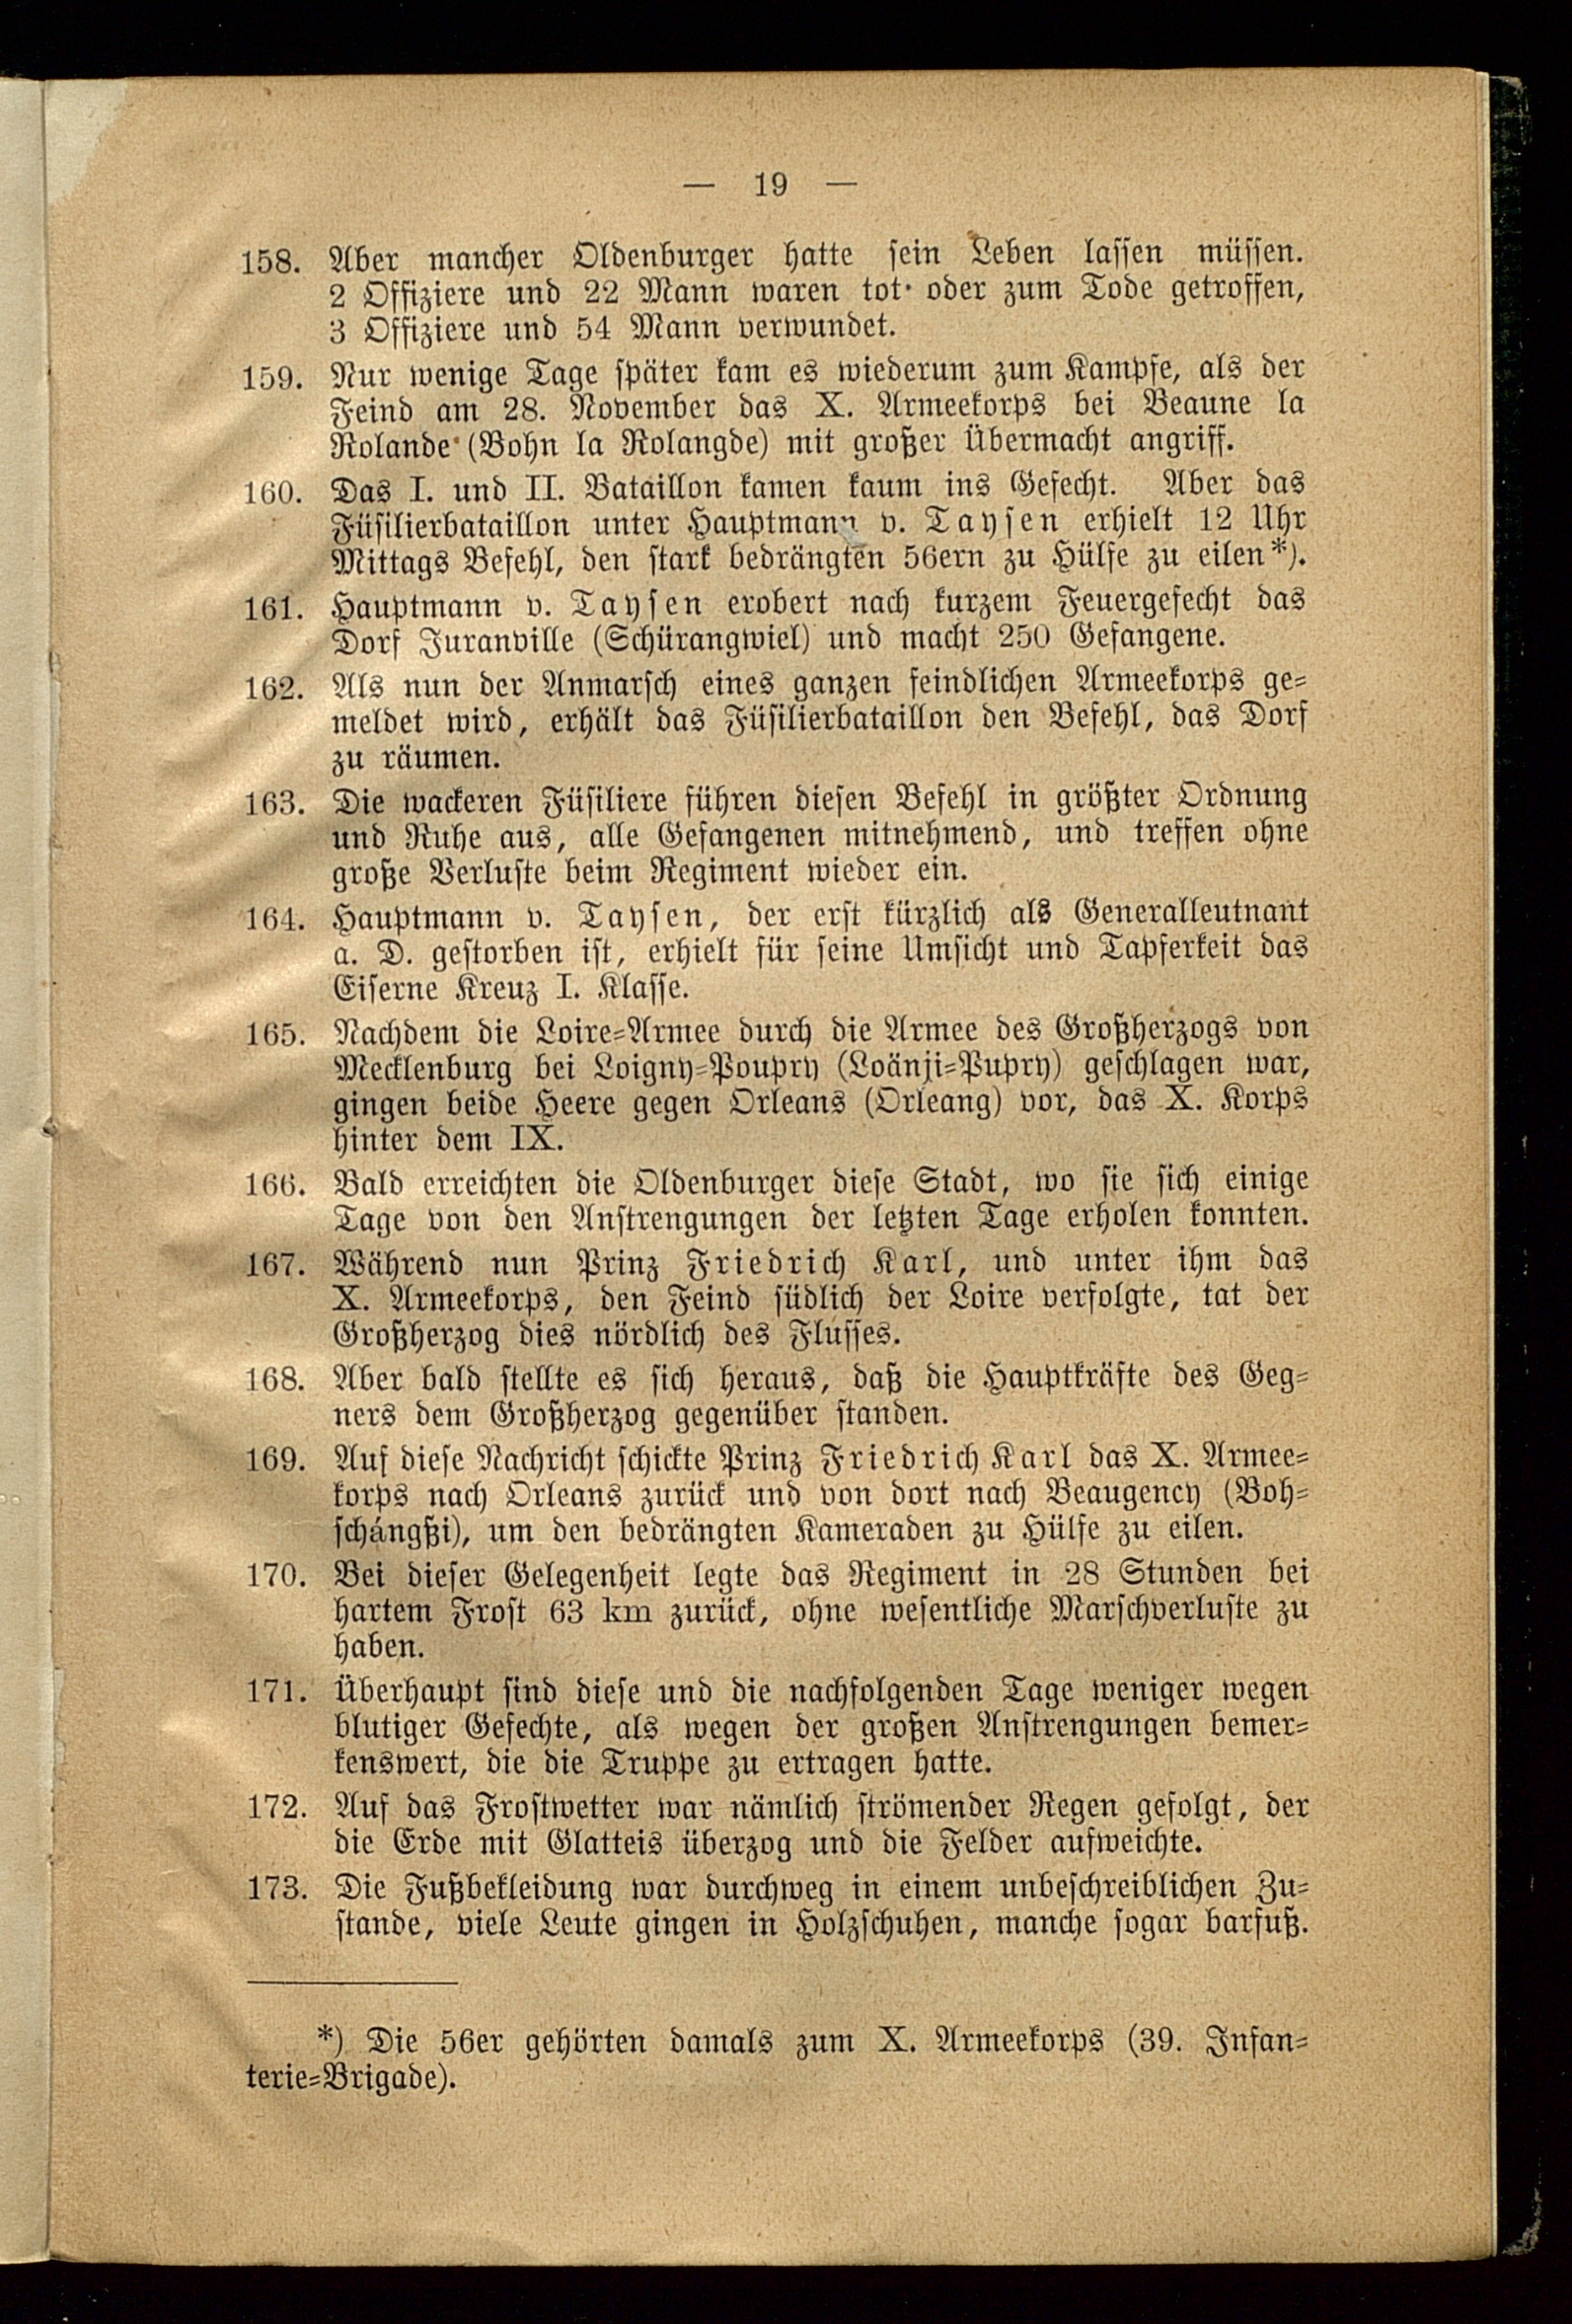 — 19 —
158. Aber mancher Oldenburger hatte sein Leben lassen müssen.
2 Offiziere und 22 Mann waren tot oder zum Tode getroffen,
3 Offiziere und 54 Mann verwundet.
159. Nur wenige Tage später kam es wiederum zum Kampfe, als der
Feind am 28. November das X. Armeekorps bei Beaune la
Rolande (Bohn la Rolangde) mit großer Übermacht angriff.
160. Das I. und II. Bataillon kamen kaum ins Gefecht. Aber das
Füsilierbataillon unter Hauptmann v. Taysen erhielt 12 Uhr
Mittags Befehl, den stark bedrängten 56ern zu Hülfe zu eilen*).
161. Hauptmann v. Taysen erobert nach kurzem Feuergefecht das
Dorf Juranville (Schürangwiel) und macht 250 Gefangene.
162. Als nun der Anmarsch eines ganzen feindlichen Armeekorps ge-
meldet wird, erhält das Füsilierbataillon den Befehl, das Dorf
zu räumen.
163. Die wackeren Füsiliere führen diesen Befehl in größter Ordnung
und Ruhe aus, alle Gefangenen mitnehmend, und treffen ohne
große Verluste beim Regiment wieder ein.
164. Hauptmann v. Taysen, der erst kürzlich als Generalleutnant
a. D. gestorben ist, erhielt für seine Umsicht und Tapferkeit das
Eiserne Kreuz I. Klasse.
165. Nachdem die Loire-Armee durch die Armee des Großherzogs von
Mecklenburg bei Loigny-Poupry (Loänji-Pupry) geschlagen war,
gingen beide Heere gegen Orleans (Orleang) vor, das X. Korps
hinter dem IX.
166. Bald erreichten die Oldenburger diese Stadt, wo sie sich einige
Tage von den Anstrengungen der letzten Tage erholen konnten.
167. Während nun Prinz Friedrich Karl, und unter ihm das
X. Armeekorps, den Feind südlich der Loire verfolgte, tat der
Großherzog dies nördlich des Flusses.
168. Aber bald stellte es sich heraus, daß die Hauptkräfte des Geg-
ners dem Großherzog gegenüber standen.
169. Auf diese Nachricht schickte Prinz Friedrich Karl das X. Armee-
korps nach Orleans zurück und von dort nach Beaugency (Boh-
schángßi), um den bedrängten Kameraden zu Hülfe zu eilen.
170. Bei dieser Gelegenheit legte das Regiment in 28 Stunden bei
hartem Frost 63 km zurück, ohne wesentliche Marschverluste zu
haben.
171. Überhaupt sind diese und die nachfolgenden Tage weniger wegen
blutiger Gefechte, als wegen der großen Anstrengungen bemer-
kenswert, die die Truppe zu ertragen hatte.
172. Auf das Frostwetter war nämlich strömender Regen gefolgt, der
die Erde mit Glatteis überzog und die Felder aufweichte.
173. Die Fußbekleidung war durchweg in einem unbeschreiblichen Zu-
stande, viele Leute gingen in Holzschuhen, manche sogar barfuß.
*) Die 56er gehörten damals zum X. Armeekorps (39. Infan-
terie-Brigade).